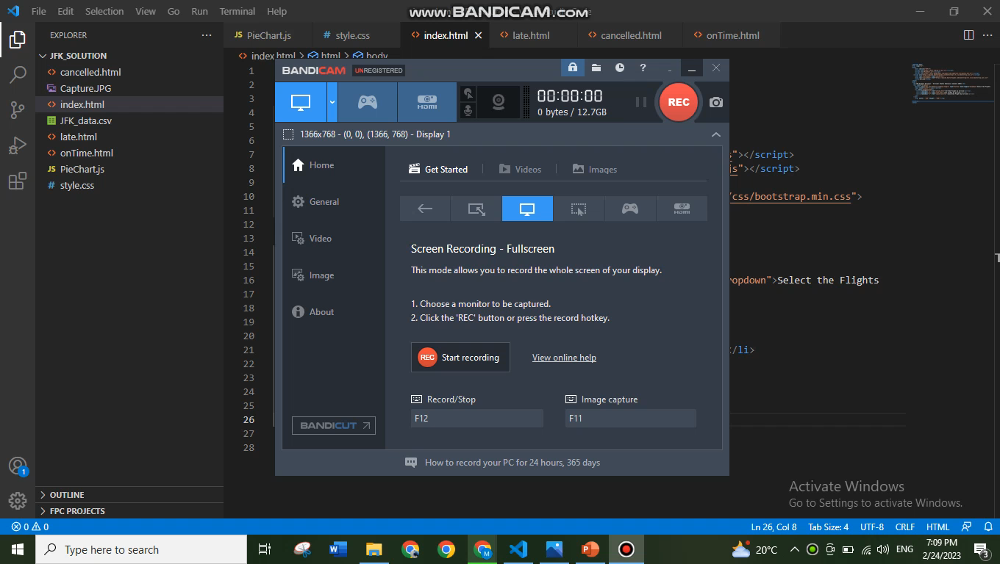 File Edit Selection View Go Run Terminal Help
www.BANDICAM.com
EXPLORER
JFK_SOLUTION
cancelled.html
Capture.JPG
index.html
JFK_data.csv
late.html
onTime.html
PieChart.js
style.css
OUTLINE
FPC PROJECTS
PieChart.js style.css index.html late.html cancelled.html onTime.html
index.html > html > body
1
2
3
4
5
6
7
8
9
10
11
12
13
14
15
16
17
18
19
20
21
22
23
24
25
26
27
28
"></script>
js"></script>
/css/bootstrap.min.css">
opdown">Select the Flights
</li>
BANDICAM UNREGISTERED
HDMI
00:00:00
0 bytes / 12.7GB
REC
1366x768 - (0, 0), (1366, 768) - Display 1
Home
General
Video
Image
About
BANDICUT
Get Started Videos Images
HDMI
Screen Recording - Fullscreen
This mode allows you to record the whole screen of your display.
1. Choose a monitor to be captured.
2. Click the 'REC' button or press the record hotkey.
REC Start recording View online help
Record/Stop Image capture
F12 F11
How to record your PC for 24 hours, 365 days
Activate Windows
Go to Settings to activate Windows.
0 0 Ln 26, Col 8 Tab Size: 4 UTF-8 CRLF HTML
Type here to search
20°C ENG
7:09 PM
2/24/2023
3
1